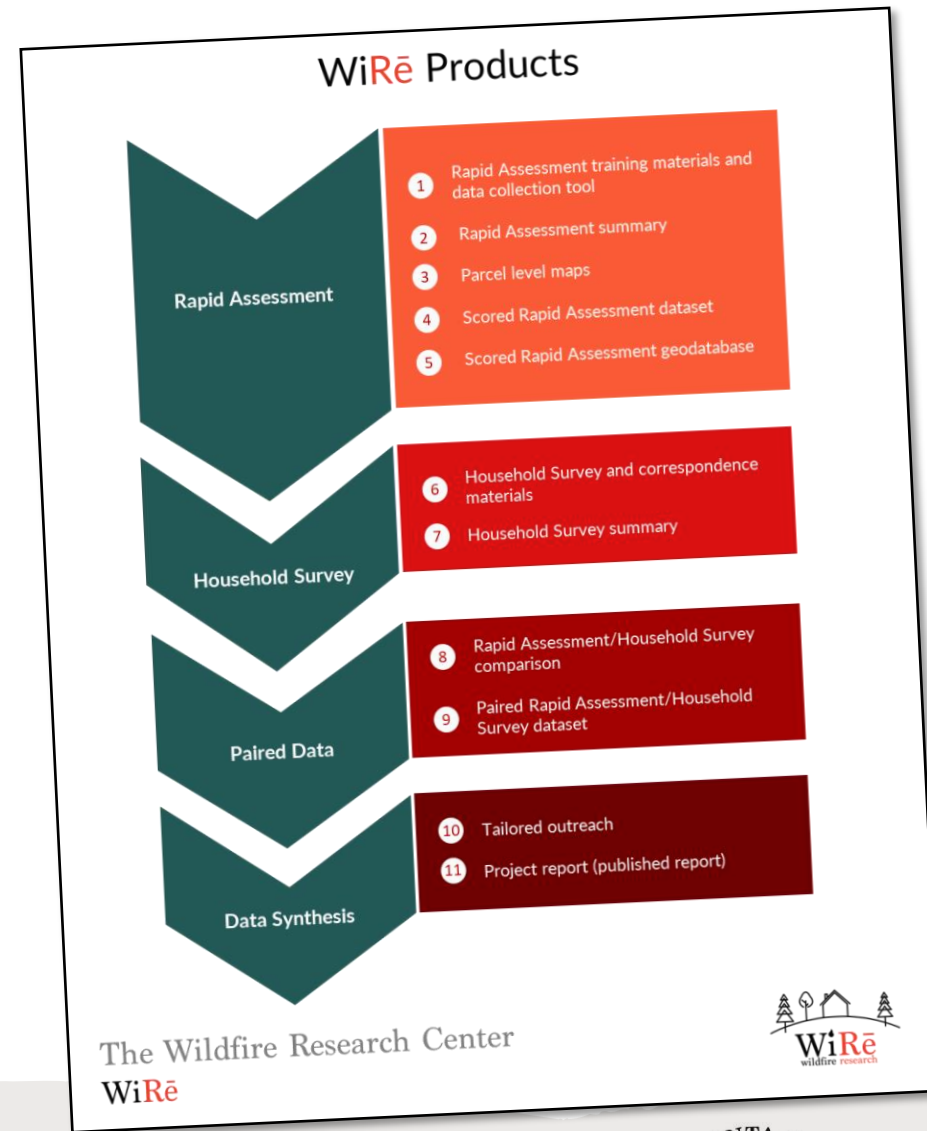 WiRē Products
Rapid Assessment
1 Rapid Assessment training materials and
data collection tool
2 Rapid Assessment summary
3 Parcel level maps
4 Scored Rapid Assessment dataset
5 Scored Rapid Assessment geodatabase
Household Survey
6 Household Survey and correspondence
materials
7 Household Survey summary
Paired Data
8 Rapid Assessment/Household Survey
comparison
9 Paired Rapid Assessment/Household
Survey dataset
Data Synthesis
10 Tailored outreach
11 Project report (published report)
The Wildfire Research Center
WiRē
WiRē
wildfire research